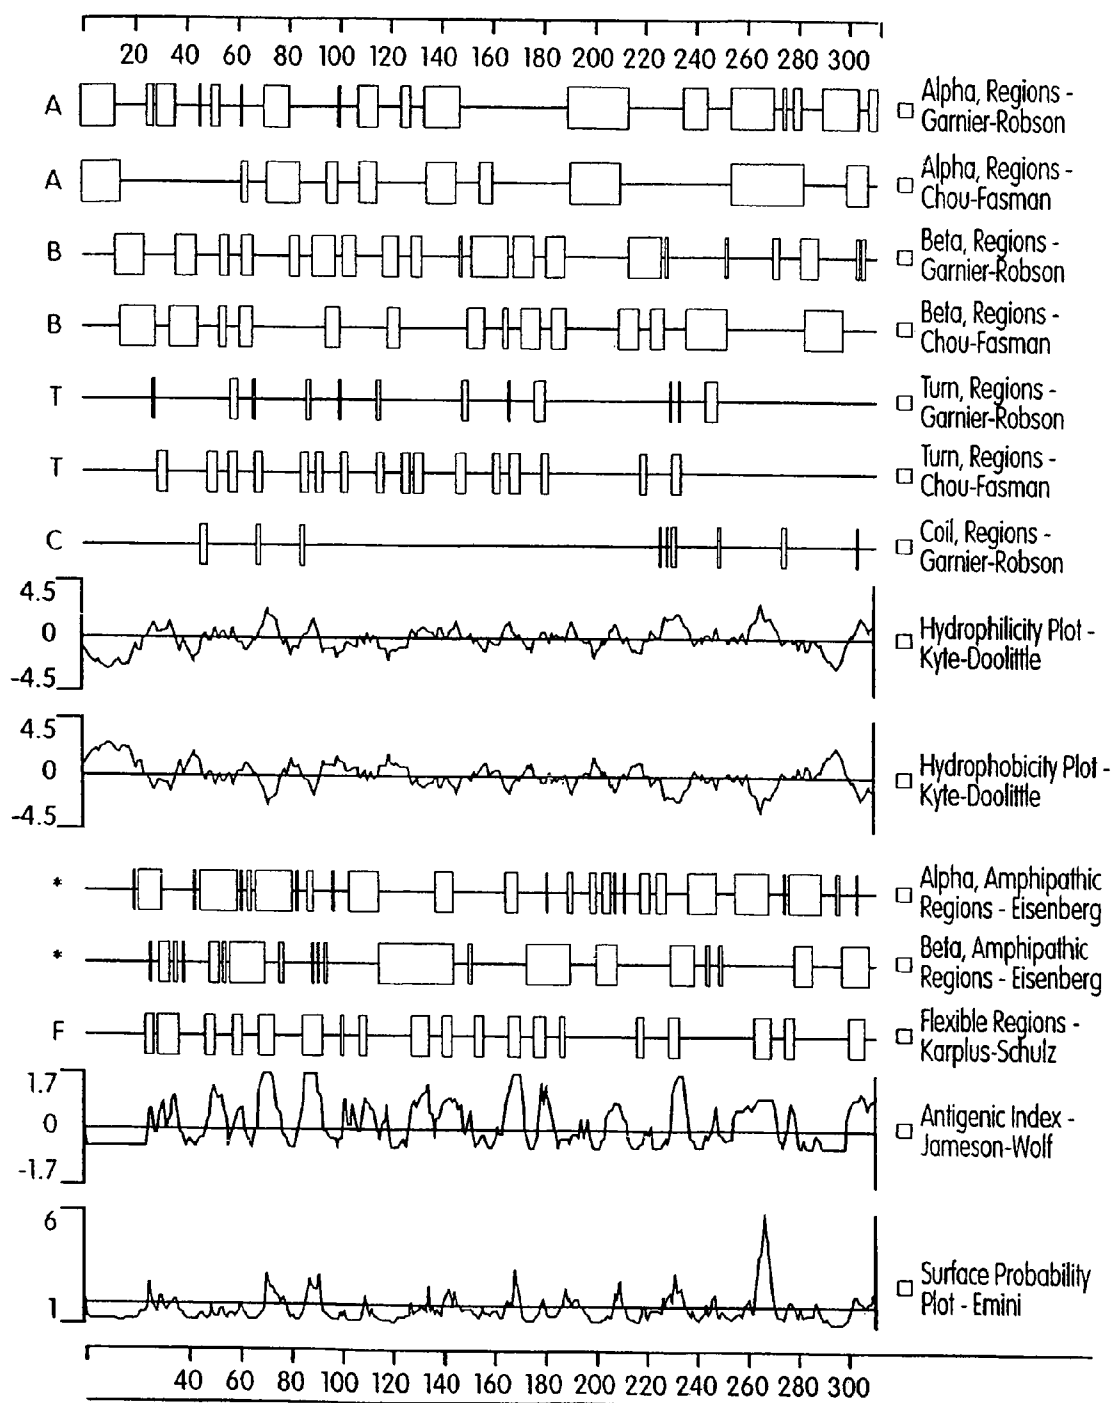 20 40 60 80 100 120 140 160 180 200 220 240 260 280 300
A
Alpha, Regions -
Garnier-Robson
A
Alpha, Regions -
Chou-Fasman
B
Beta, Regions -
Garnier-Robson
B
Beta, Regions -
Chou-Fasman
T
Turn, Regions -
Garnier-Robson
T
Turn, Regions -
Chou-Fasman
C
Coil, Regions -
Garnier-Robson
4.5
0
-4.5
Hydrophilicity Plot -
Kyte-Doolittle
4.5
0
-4.5
Hydrophobicity Plot -
Kyte-Doolittle
*
Alpha, Amphipathic
Regions - Eisenberg
*
Beta, Amphipathic
Regions - Eisenberg
F
Flexible Regions -
Karplus-Schulz
1.7
0
-1.7
Antigenic Index -
Jameson-Wolf
6
1
Surface Probability
Plot - Emini
40 60 80 100 120 140 160 180 200 220 240 260 280 300